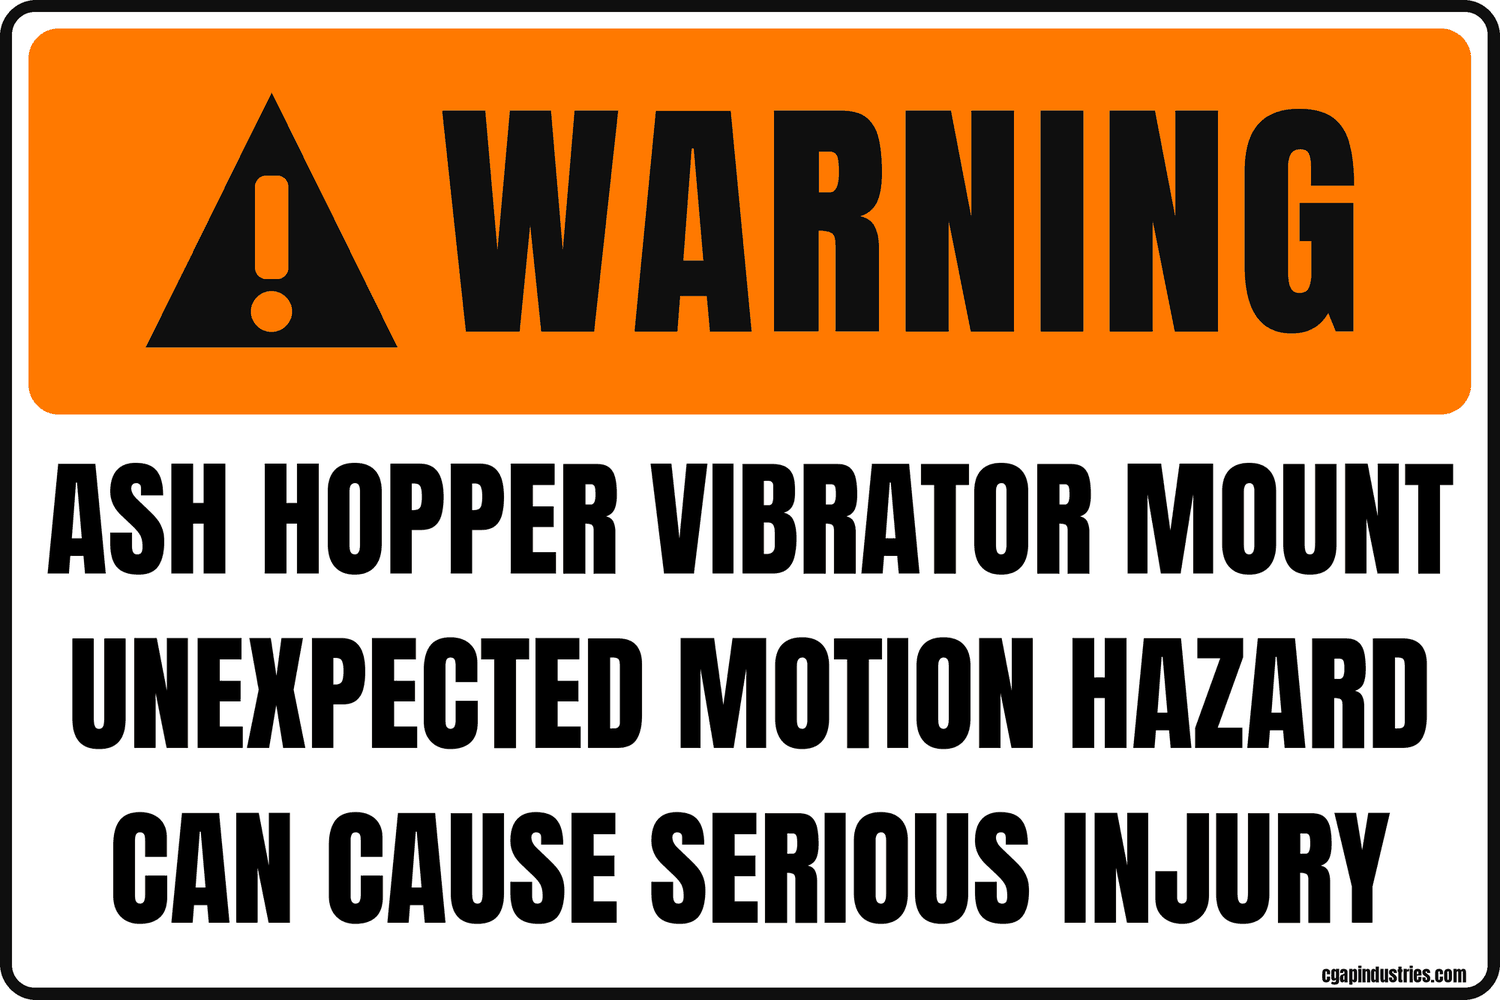 WARNING
ASH HOPPER VIBRATOR MOUNT
UNEXPECTED MOTION HAZARD
CAN CAUSE SERIOUS INJURY
cgapindustries.com